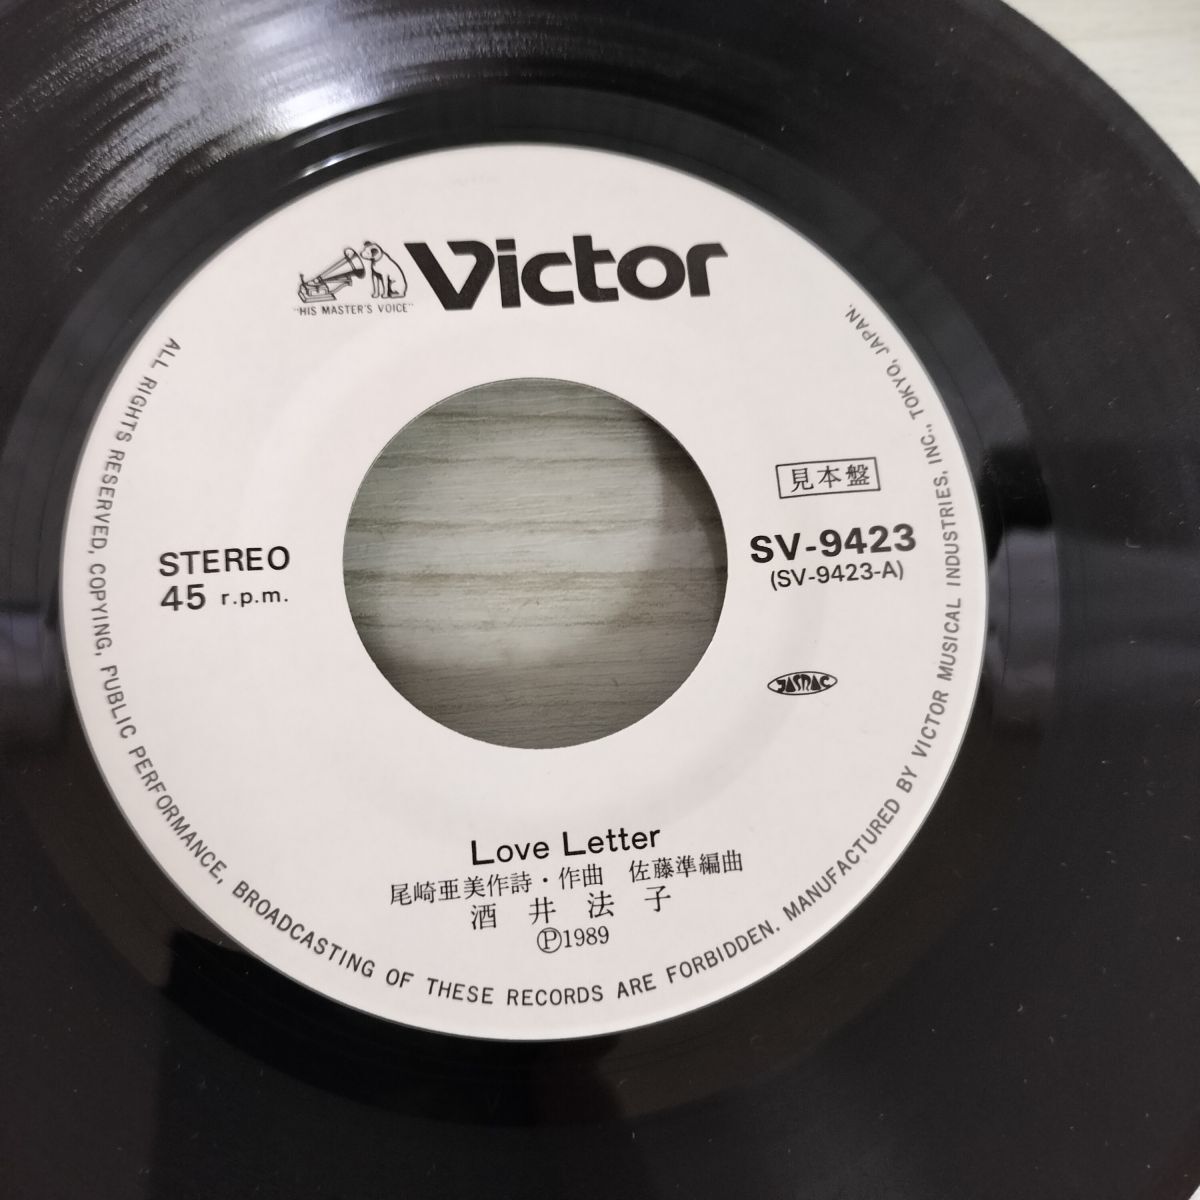 Victor
"HIS MASTER'S VOICE"
見本盤
STEREO
45 r.p.m.
SV-9423
(SV-9423-A)
JASRAC
Love Letter
尾崎亜美作詩・作曲 佐藤準編曲
酒井法子
Ⓟ1989
ALL RIGHTS RESERVED, COPYING, PUBLIC PERFORMANCE, BROADCASTING OF THESE RECORDS ARE FORBIDDEN. MANUFACTURED BY VICTOR MUSICAL INDUSTRIES, INC., TOKYO, JAPAN.